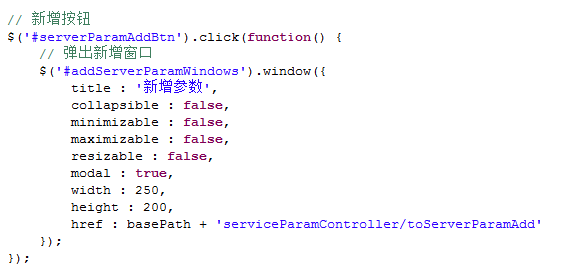 // 新增按钮
$('#serverParamAddBtn').click(function() {
    // 弹出新增窗口
    $('#addServerParamWindows').window({
        title : '新增参数',
        collapsible : false,
        minimizable : false,
        maximizable : false,
        resizable : false,
        modal : true,
        width : 250,
        height : 200,
        href : basePath + 'serviceParamController/toServerParamAdd'
    });
});